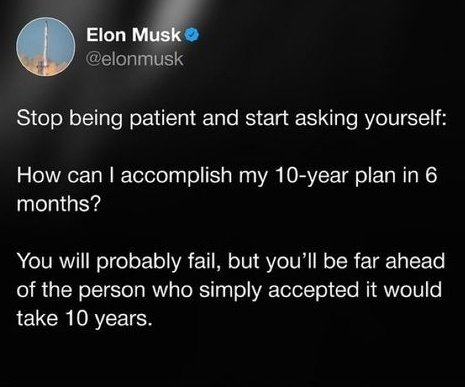 Elon Musk
@elonmusk
Stop being patient and start asking yourself:
How can I accomplish my 10-year plan in 6
months?
You will probably fail, but you’ll be far ahead
of the person who simply accepted it would
take 10 years.